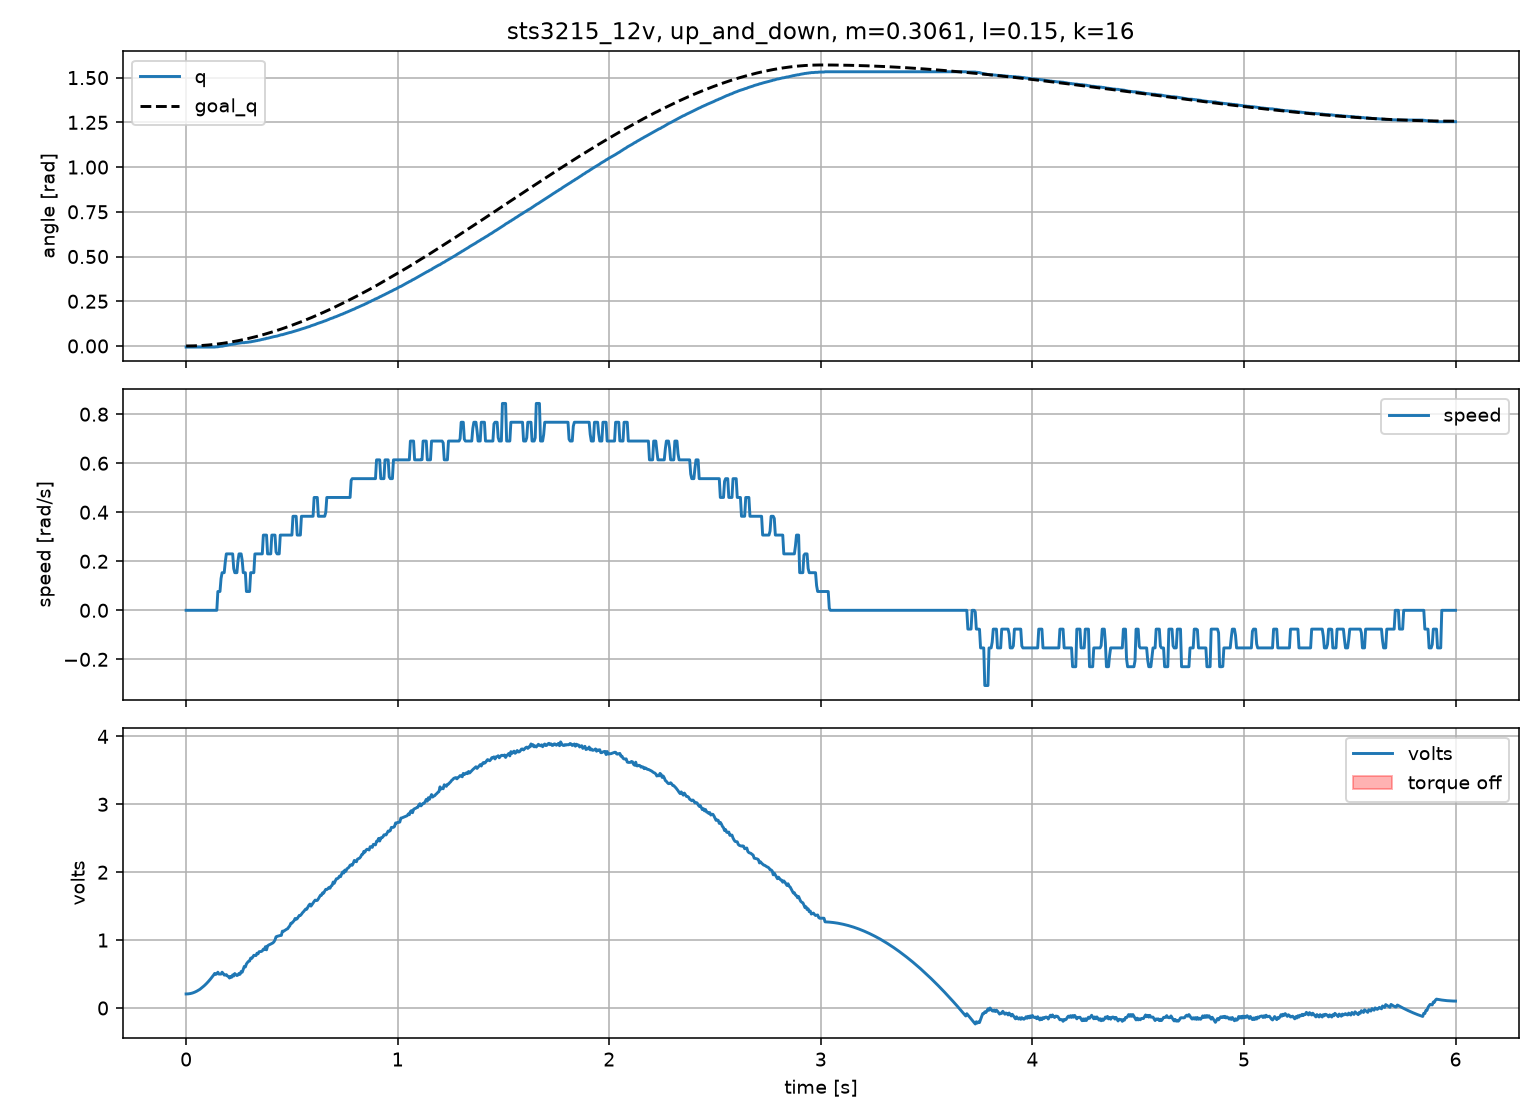 sts3215_12v, up_and_down, m=0.3061, l=0.15, k=16
q
goal_q
angle [rad]
1.50
1.25
1.00
0.75
0.50
0.25
0.00
speed
speed [rad/s]
0.8
0.6
0.4
0.2
0.0
−0.2
volts
torque off
volts
4
3
2
1
0
0 1 2 3 4 5 6
time [s]